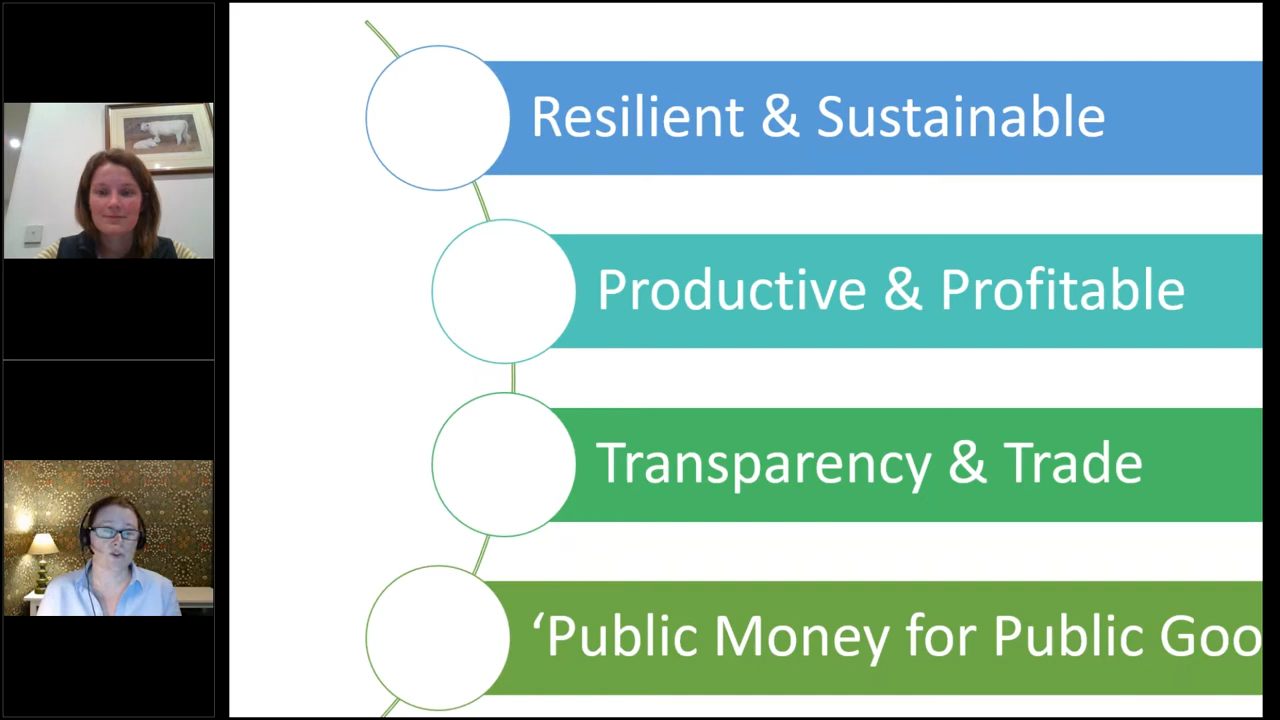 Resilient & Sustainable
Productive & Profitable
Transparency & Trade
‘Public Money for Public Goo